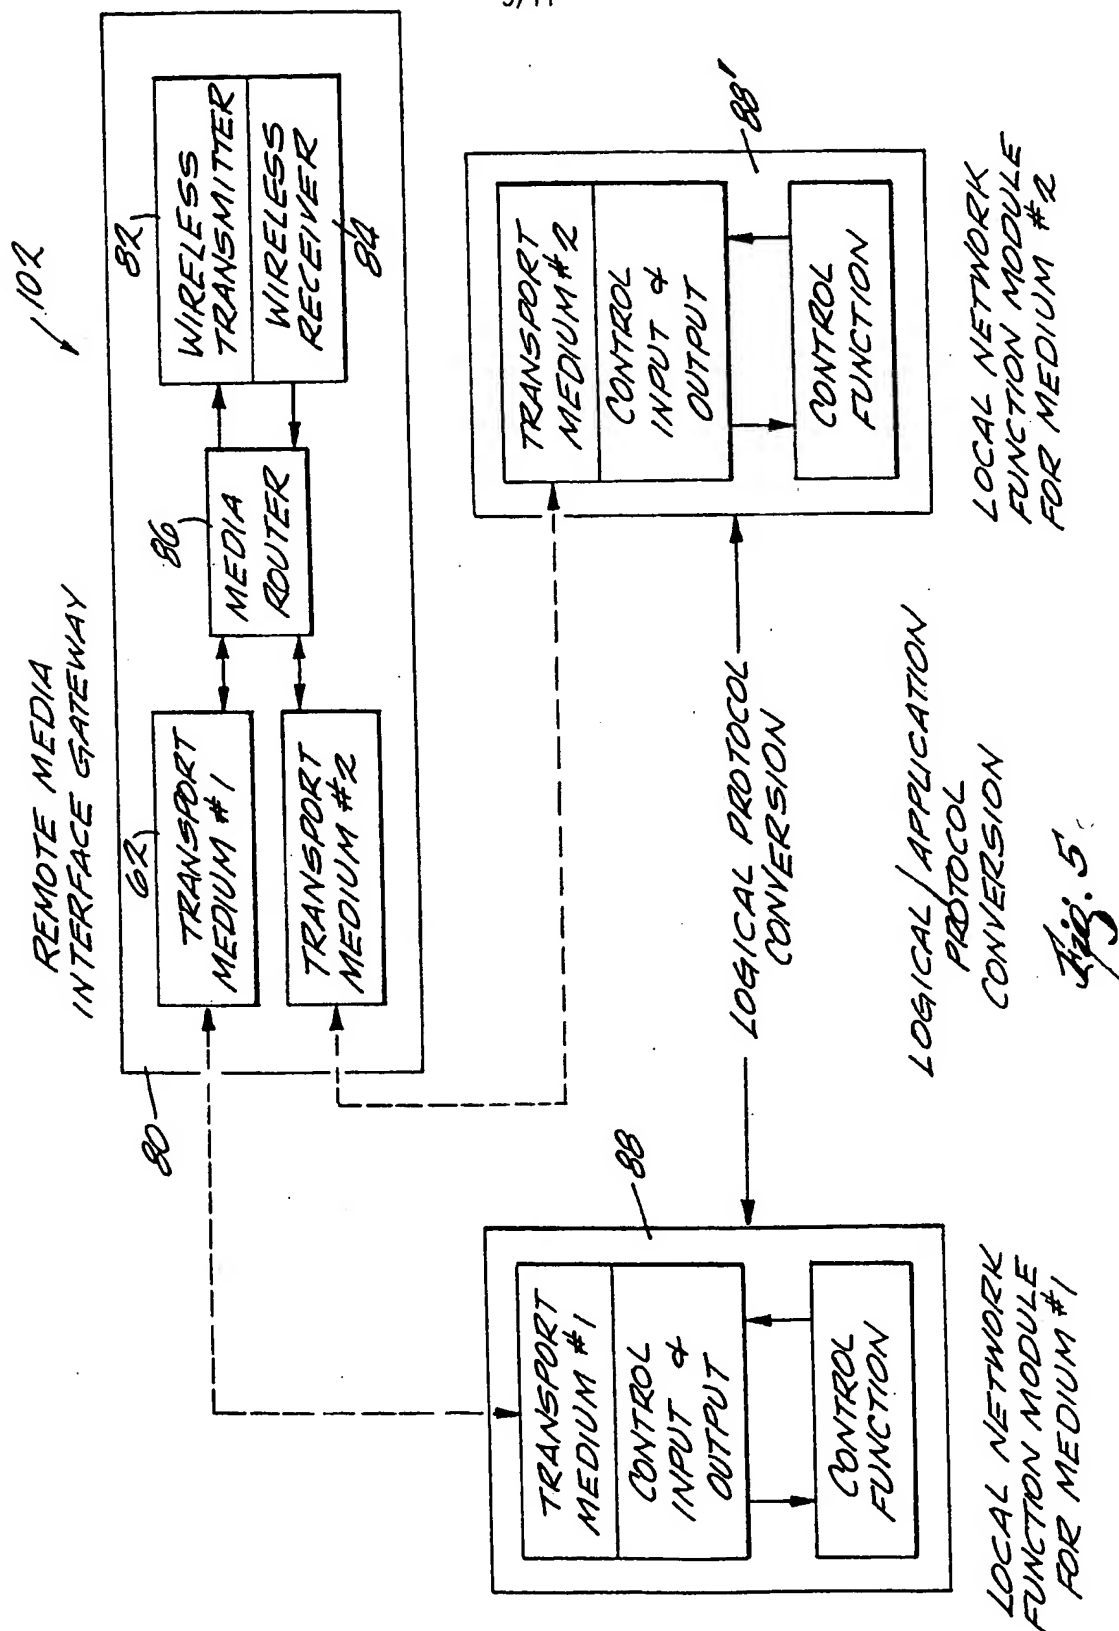 102
REMOTE MEDIA
INTERFACE GATEWAY
80
62
TRANSPORT
MEDIUM #1
TRANSPORT
MEDIUM #2
86
MEDIA
ROUTER
82
WIRELESS
TRANSMITTER
WIRELESS
RECEIVER
84
88
TRANSPORT
MEDIUM #1
CONTROL
INPUT &
OUTPUT
CONTROL
FUNCTION
LOCAL NETWORK
FUNCTION MODULE
FOR MEDIUM #1
LOGICAL PROTOCOL
CONVERSION
88'
TRANSPORT
MEDIUM #2
CONTROL
INPUT &
OUTPUT
CONTROL
FUNCTION
LOCAL NETWORK
FUNCTION MODULE
FOR MEDIUM #2
LOGICAL/APPLICATION
PROTOCOL
CONVERSION
Fig. 5